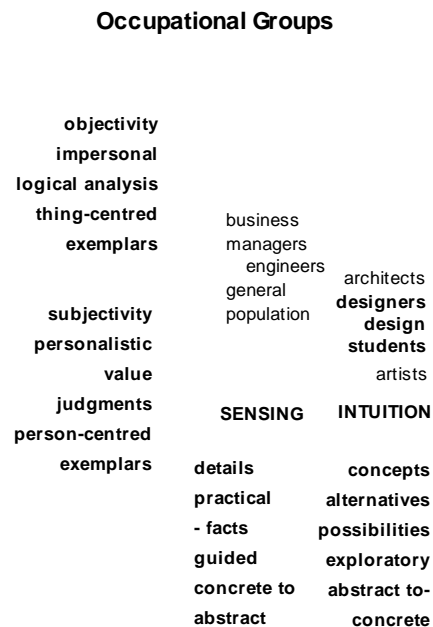 Occupational Groups
objectivity
impersonal
logical analysis
thing-centred
exemplars
subjectivity
personalistic
value
judgments
person-centred
exemplars
business
managers
engineers
general
population
architects
designers
design
students
artists
SENSING
INTUITION
details
practical
- facts
guided
concrete to
abstract
concepts
alternatives
possibilities
exploratory
abstract to-
concrete